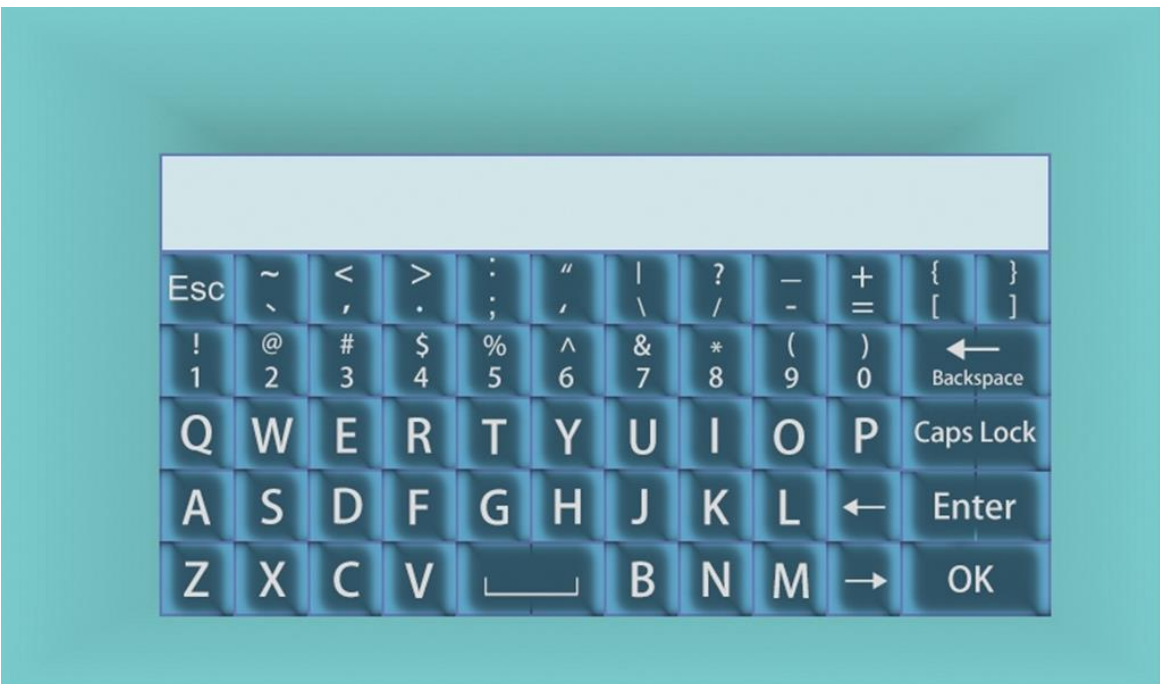 Esc ~ < > : " | ? _ + { }
` , . ; ' \ / - = [ ]
! @ # $ % ^ & * ( ) ←
1 2 3 4 5 6 7 8 9 0 Backspace
Q W E R T Y U I O P Caps Lock
A S D F G H J K L ← Enter
Z X C V B N M → OK